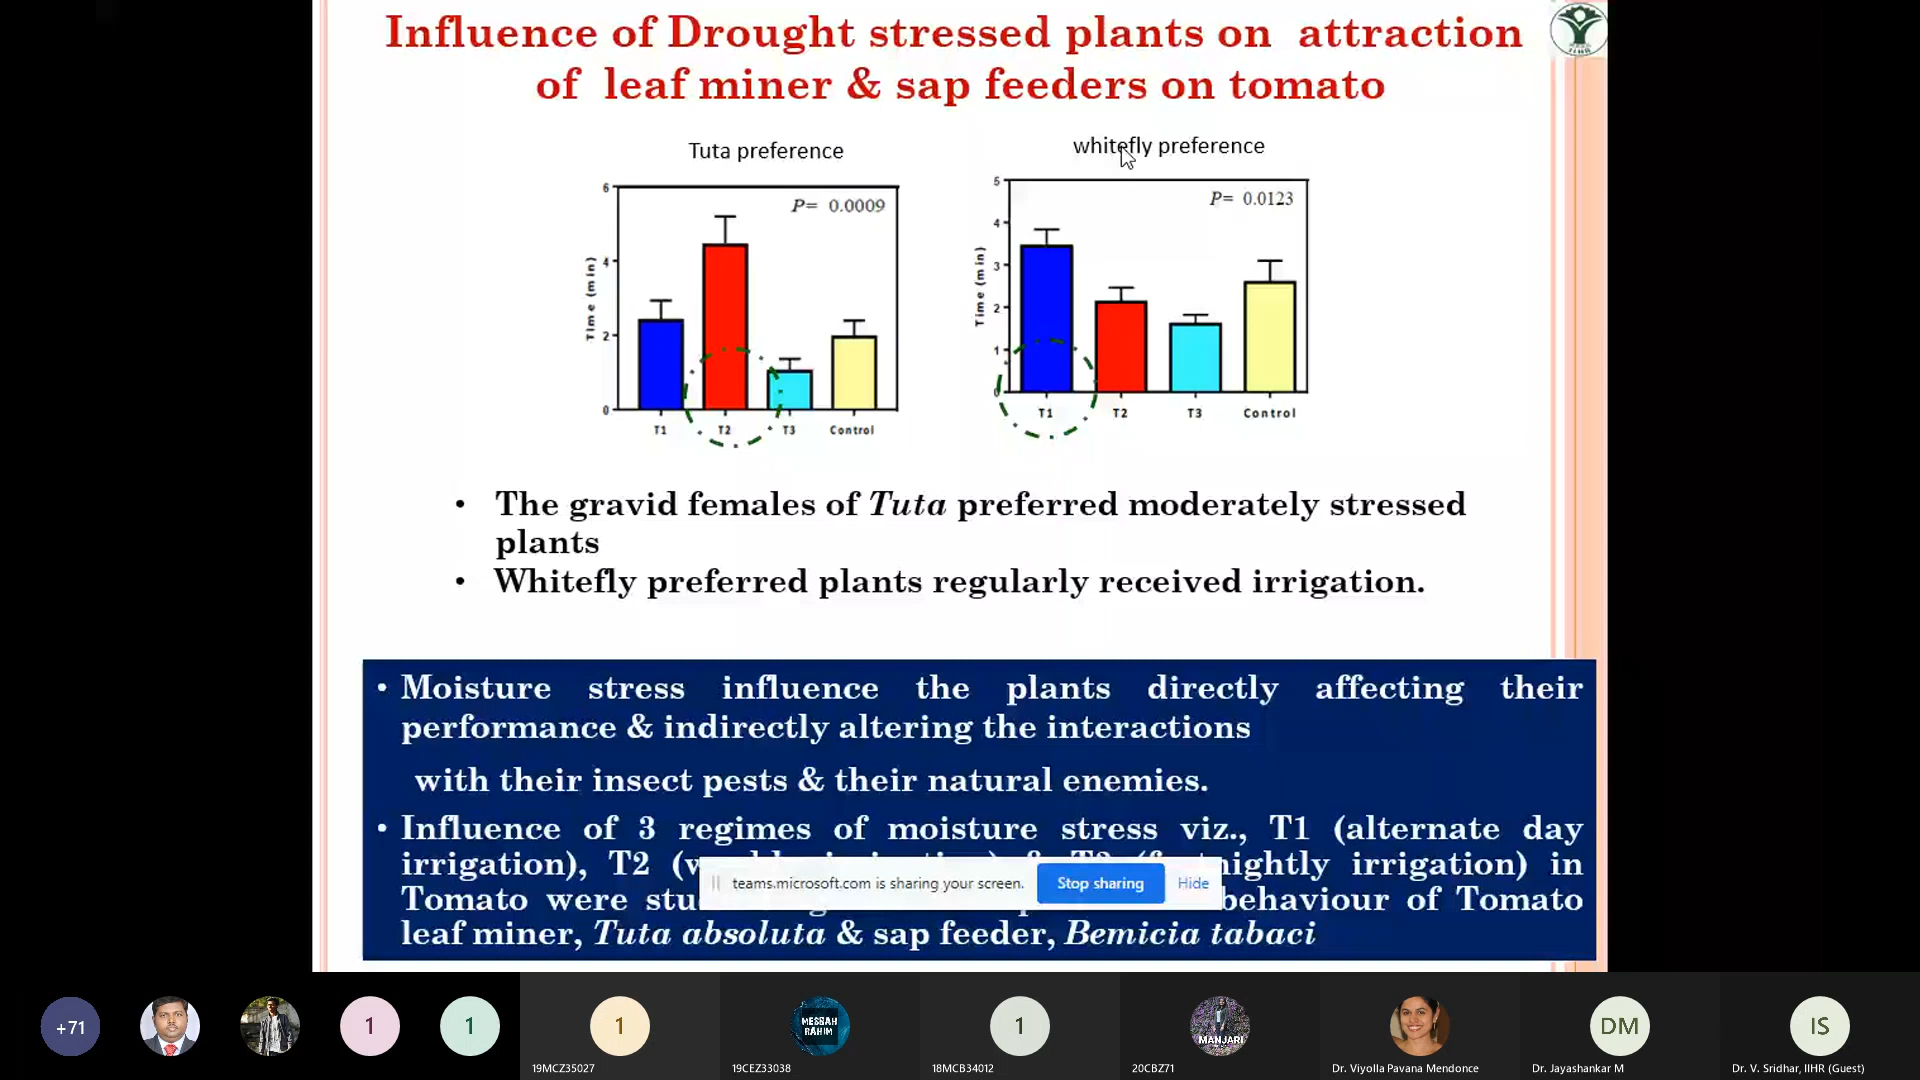 Influence of Drought stressed plants on attraction
of leaf miner & sap feeders on tomato
Tuta preference
6
4
2
0
Time (min)
P= 0.0009
T1 T2 T3 Control
whitefly preference
5
4
3
2
1
0
Time (min)
P= 0.0123
T1 T2 T3 Control
• The gravid females of Tuta preferred moderately stressed
plants
• Whitefly preferred plants regularly received irrigation.
• Moisture stress influence the plants directly affecting their
performance & indirectly altering the interactions
with their insect pests & their natural enemies.
• Influence of 3 regimes of moisture stress viz., T1 (alternate day
irrigation), T2 irrigation) in
Tomato were behaviour of Tomato
leaf miner, Tuta absoluta & sap feeder, Bemicia tabaci
teams.microsoft.com is sharing your screen. Stop sharing Hide
+71 1 1 1 MESBAH RAHIM 1 MANJARI DM IS
19MCZ35027 19CEZ33038 18MCB34012 20CBZ71 Dr. Viyolla Pavana Mendonce Dr. Jayashankar M Dr. V. Sridhar, IIHR (Guest)